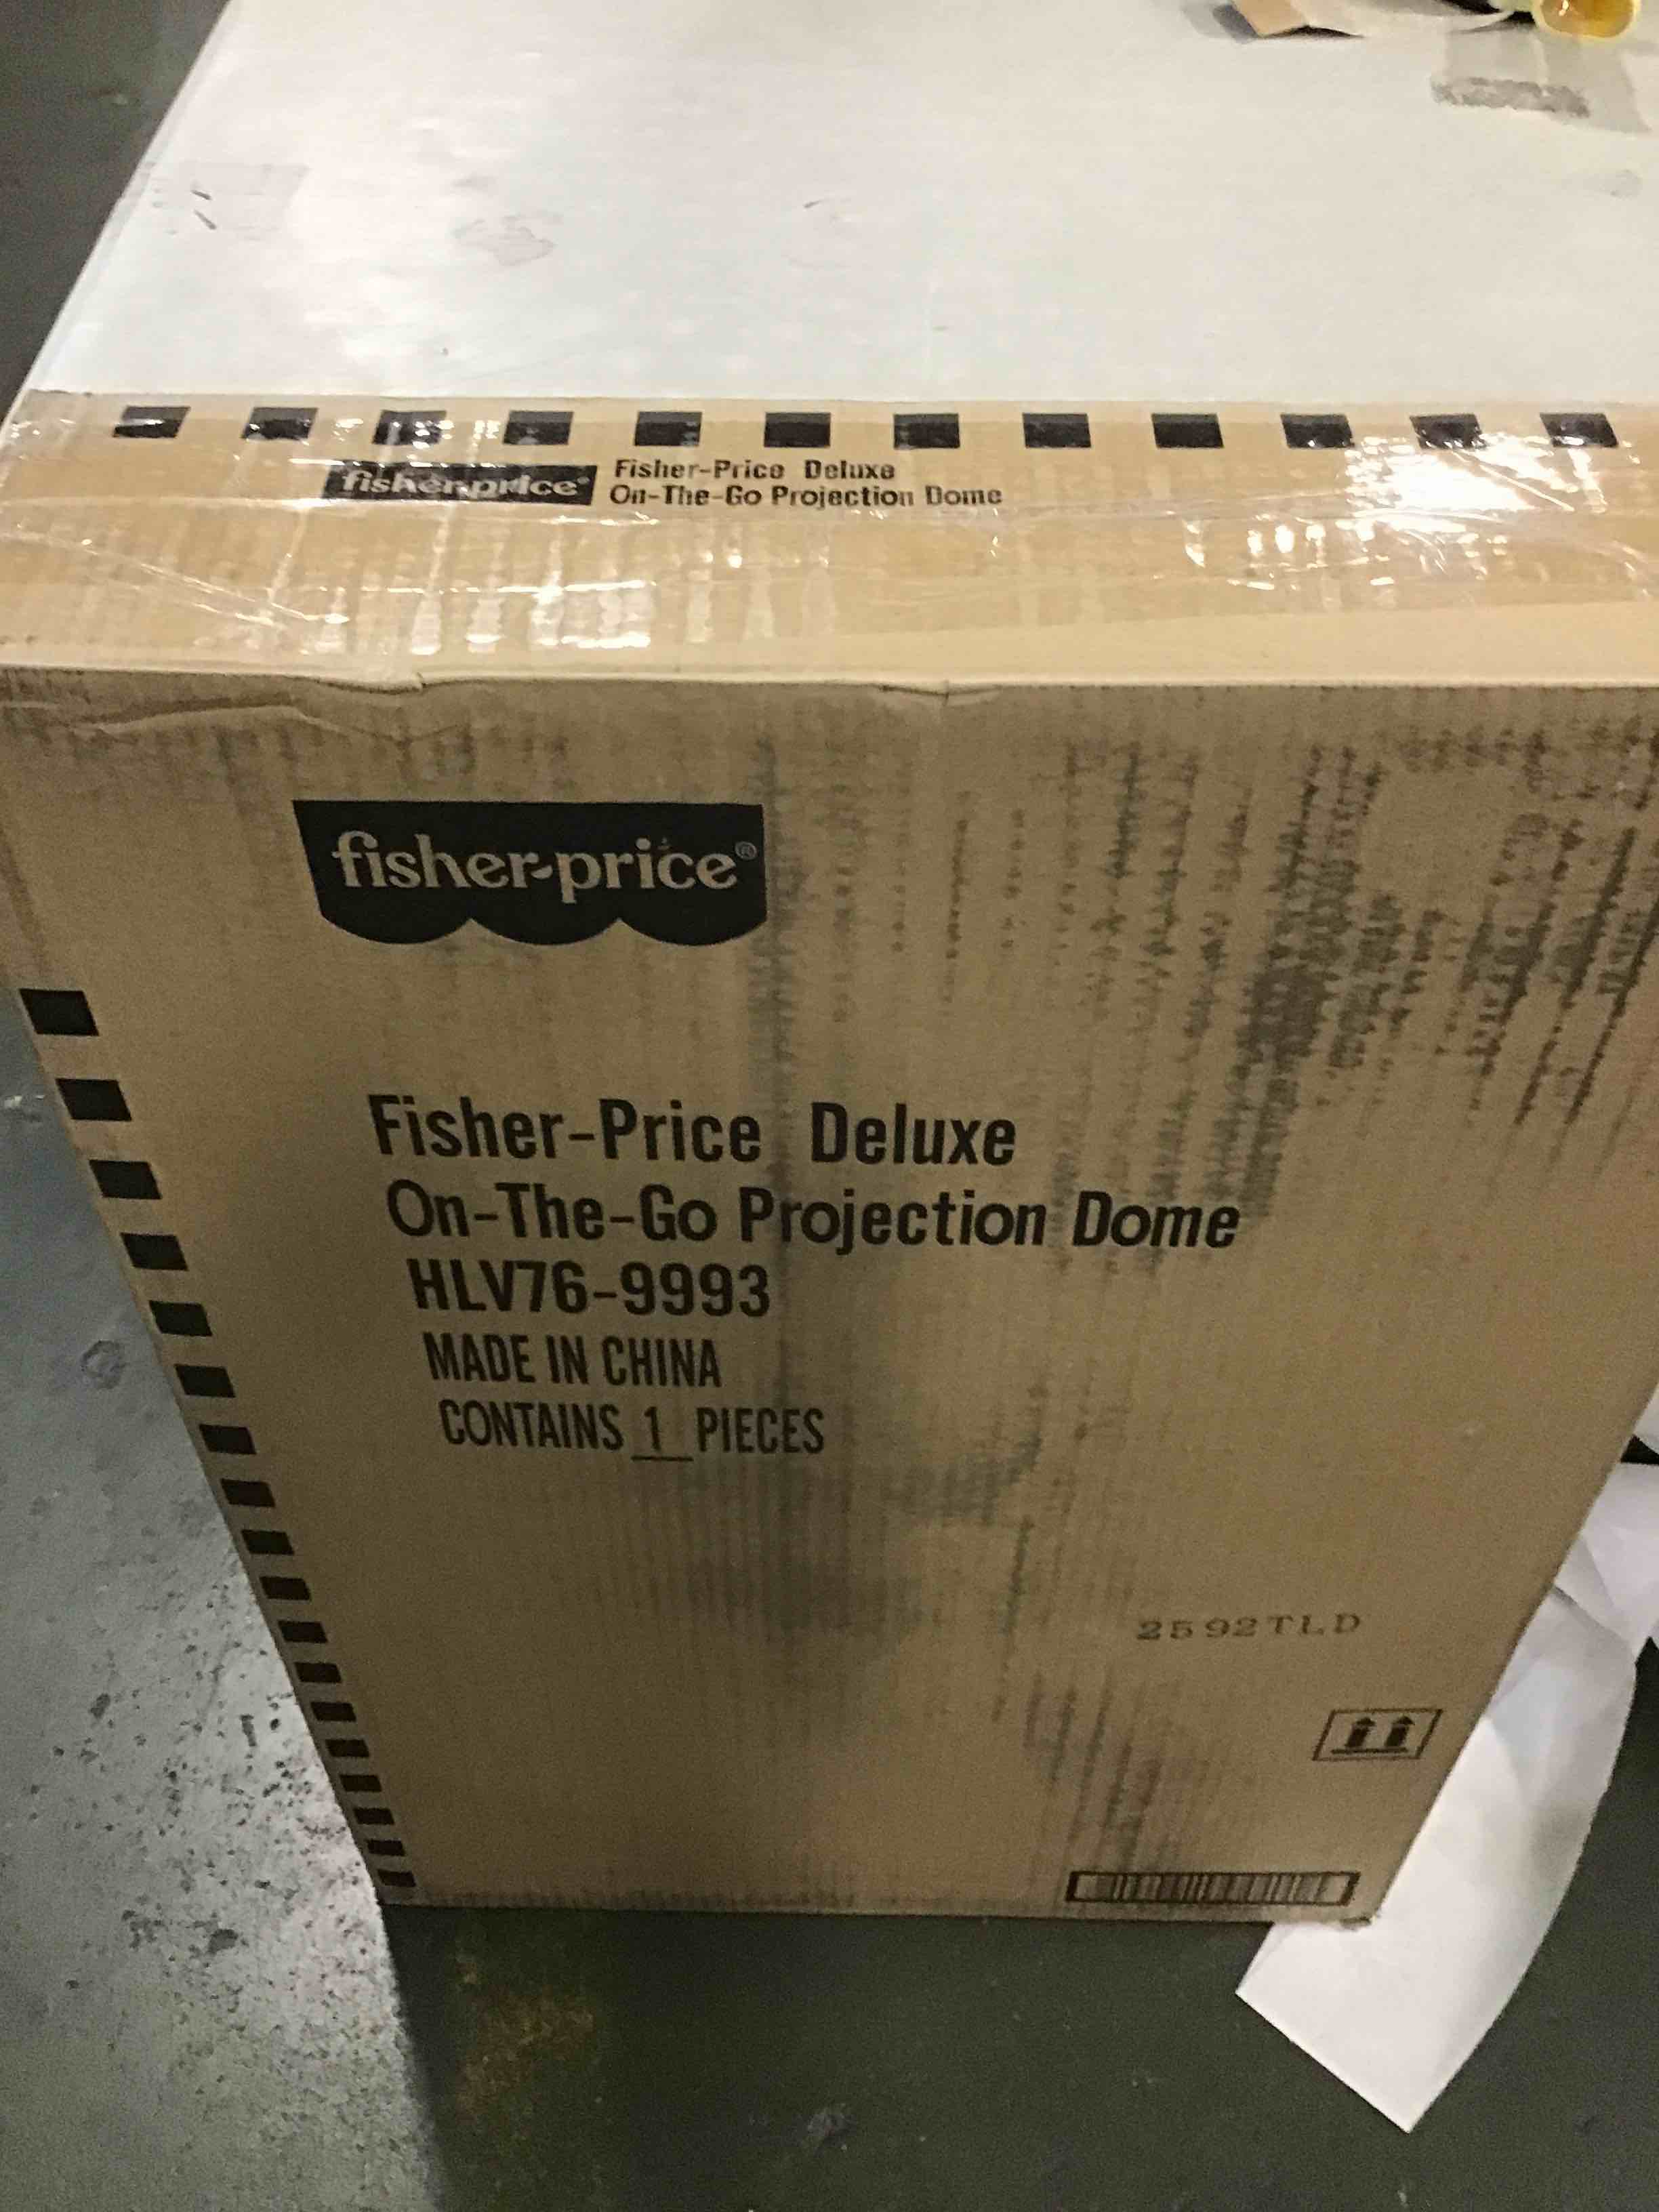 fisher-price®
Fisher-Price Deluxe
On-The-Go Projection Dome
fisher-price®
Fisher-Price Deluxe
On-The-Go Projection Dome
HLV76-9993
MADE IN CHINA
CONTAINS 1 PIECES
2592TLD